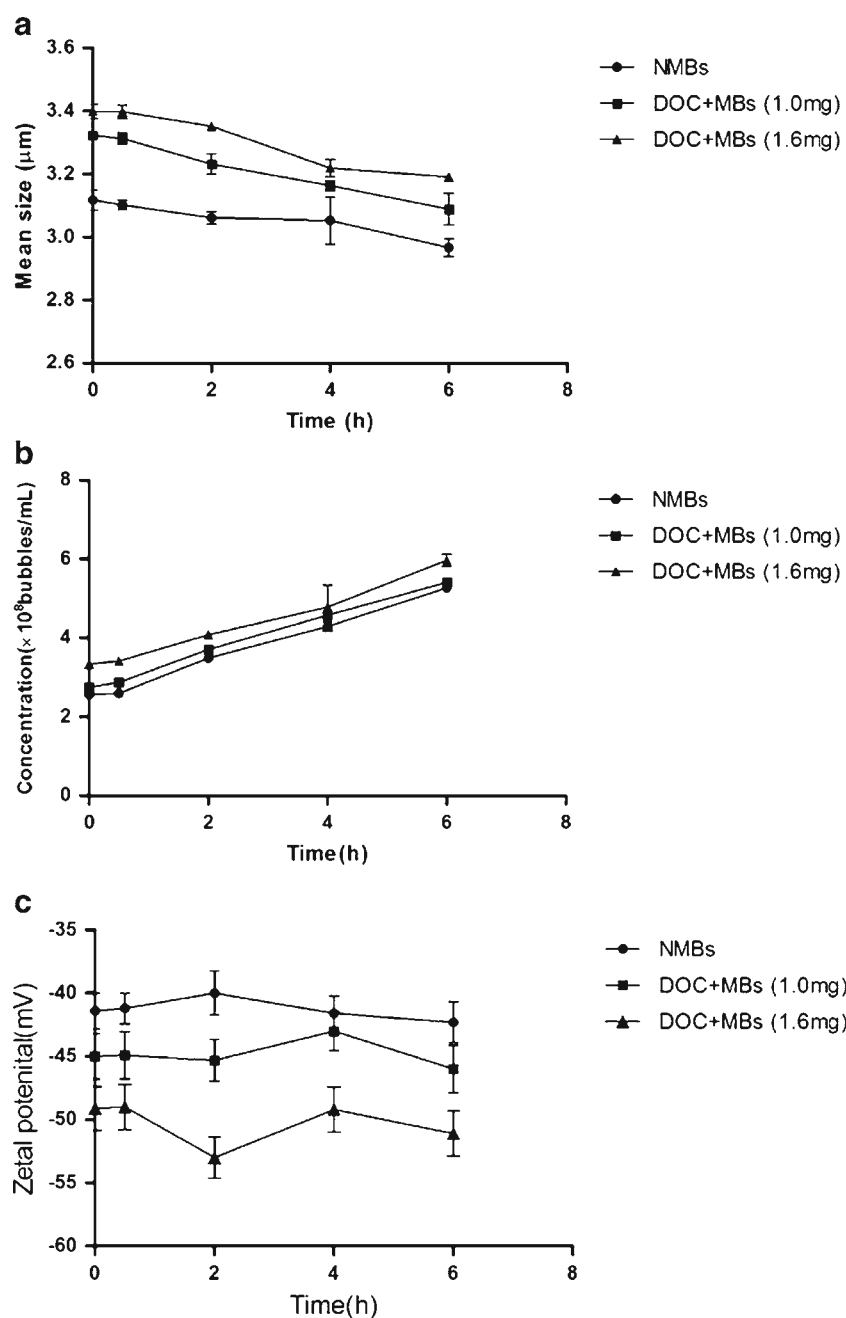 a
Mean size (μm)
3.6
3.4
3.2
3.0
2.8
2.6
0 2 4 6 8
Time (h)
NMBs
DOC+MBs (1.0mg)
DOC+MBs (1.6mg)
b
Concentration(×10⁸bubbles/mL)
8
6
4
2
0
0 2 4 6 8
Time(h)
NMBs
DOC+MBs (1.0mg)
DOC+MBs (1.6mg)
c
Zetal potenital(mV)
-35
-40
-45
-50
-55
-60
0 2 4 6 8
Time(h)
NMBs
DOC+MBs (1.0mg)
DOC+MBs (1.6mg)